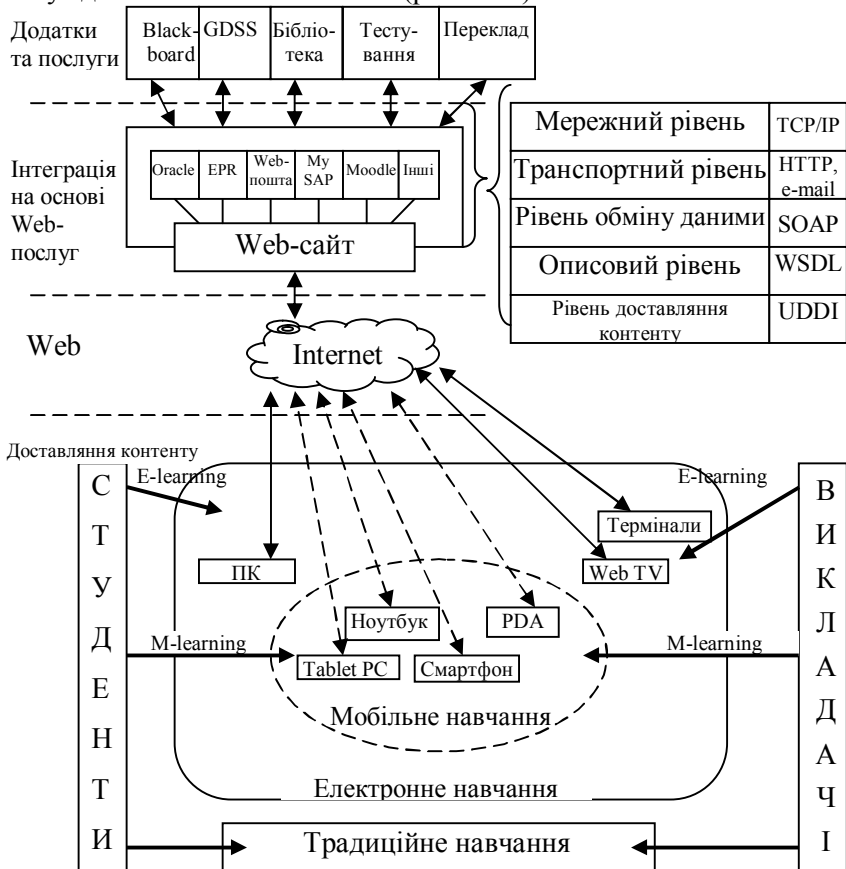 Додатки
та послуги
Black-
board
GDSS
Бібліо-
тека
Тесту-
вання
Переклад
Інтеграція
на основі
Web-
послуг
Oracle
EPR
Web-
пошта
My
SAP
Moodle
Інші
Web-сайт
Мережний рівень
TCP/IP
Транспортний рівень
HTTP,
e-mail
Рівень обміну даними
SOAP
Описовий рівень
WSDL
Рівень доставляння
контенту
UDDI
Web
Internet
Доставляння контенту
С
Т
У
Д
Е
Н
Т
И
E-learning
E-learning
В
И
К
Л
А
Д
А
Ч
І
Термінали
ПК
Web TV
Ноутбук
PDA
M-learning
M-learning
Tablet PC
Смартфон
Мобільне навчання
Електронне навчання
Традиційне навчання